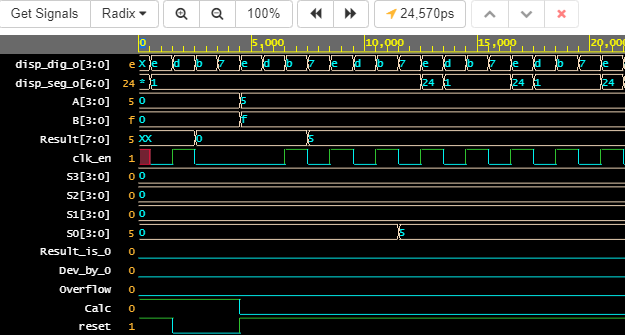 Get Signals Radix 100% 24,570ps
0 5,000 10,000 15,000 20,000
disp_dig_o[3:0] e X e d b 7 e d b 7 e d b 7 e d b 7 e d b 7 e
disp_seg_o[6:0] 24 * 1 24 1 24 1 24
A[3:0] 5 0 5
B[3:0] f 0 f
Result[7:0] 5 XX 0 5
clk_en 1
S3[3:0] 0 0
S2[3:0] 0 0
S1[3:0] 0 0
S0[3:0] 5 0 5
Result_is_0 0
Dev_by_0 0
Overflow 0
Calc 0
reset 1